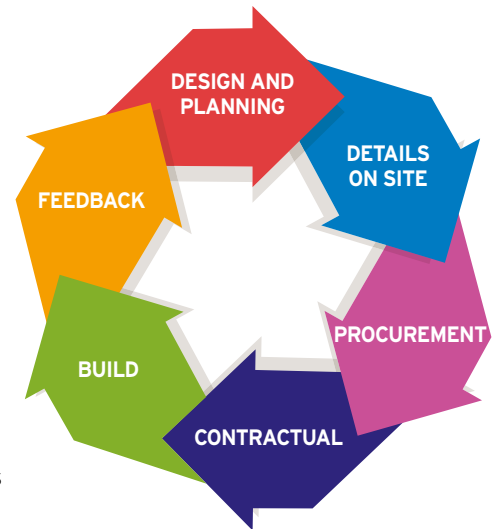 DESIGN AND
PLANNING
DETAILS
ON SITE
PROCUREMENT
CONTRACTUAL
BUILD
FEEDBACK
s